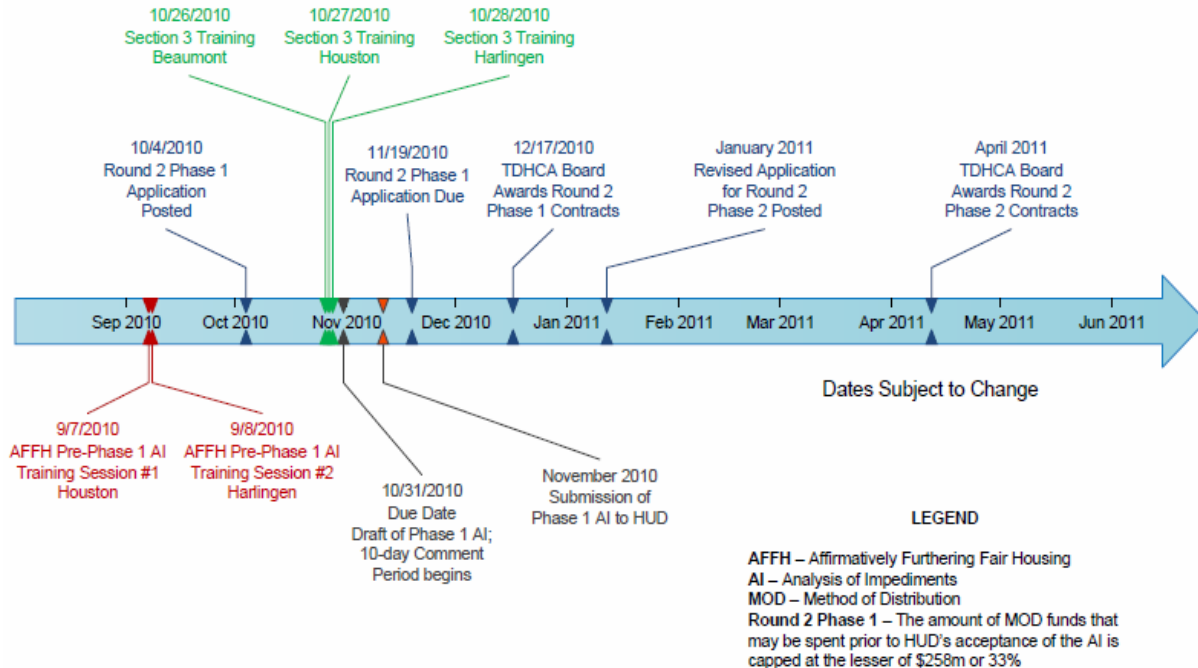 10/26/2010
Section 3 Training
Beaumont
10/27/2010
Section 3 Training
Houston
10/28/2010
Section 3 Training
Harlingen
10/4/2010
Round 2 Phase 1
Application
Posted
11/19/2010
Round 2 Phase 1
Application Due
12/17/2010
TDHCA Board
Awards Round 2
Phase 1 Contracts
January 2011
Revised Application
for Round 2
Phase 2 Posted
April 2011
TDHCA Board
Awards Round 2
Phase 2 Contracts
Sep 2010
Oct 2010
Nov 2010
Dec 2010
Jan 2011
Feb 2011
Mar 2011
Apr 2011
May 2011
Jun 2011
Dates Subject to Change
9/7/2010
AFFH Pre-Phase 1 AI
Training Session #1
Houston
9/8/2010
AFFH Pre-Phase 1 AI
Training Session #2
Harlingen
10/31/2010
Due Date
Draft of Phase 1 AI;
10-day Comment
Period begins
November 2010
Submission of
Phase 1 AI to HUD
LEGEND
AFFH – Affirmatively Furthering Fair Housing
AI – Analysis of Impediments
MOD – Method of Distribution
Round 2 Phase 1 – The amount of MOD funds that
may be spent prior to HUD's acceptance of the AI is
capped at the lesser of $258m or 33%